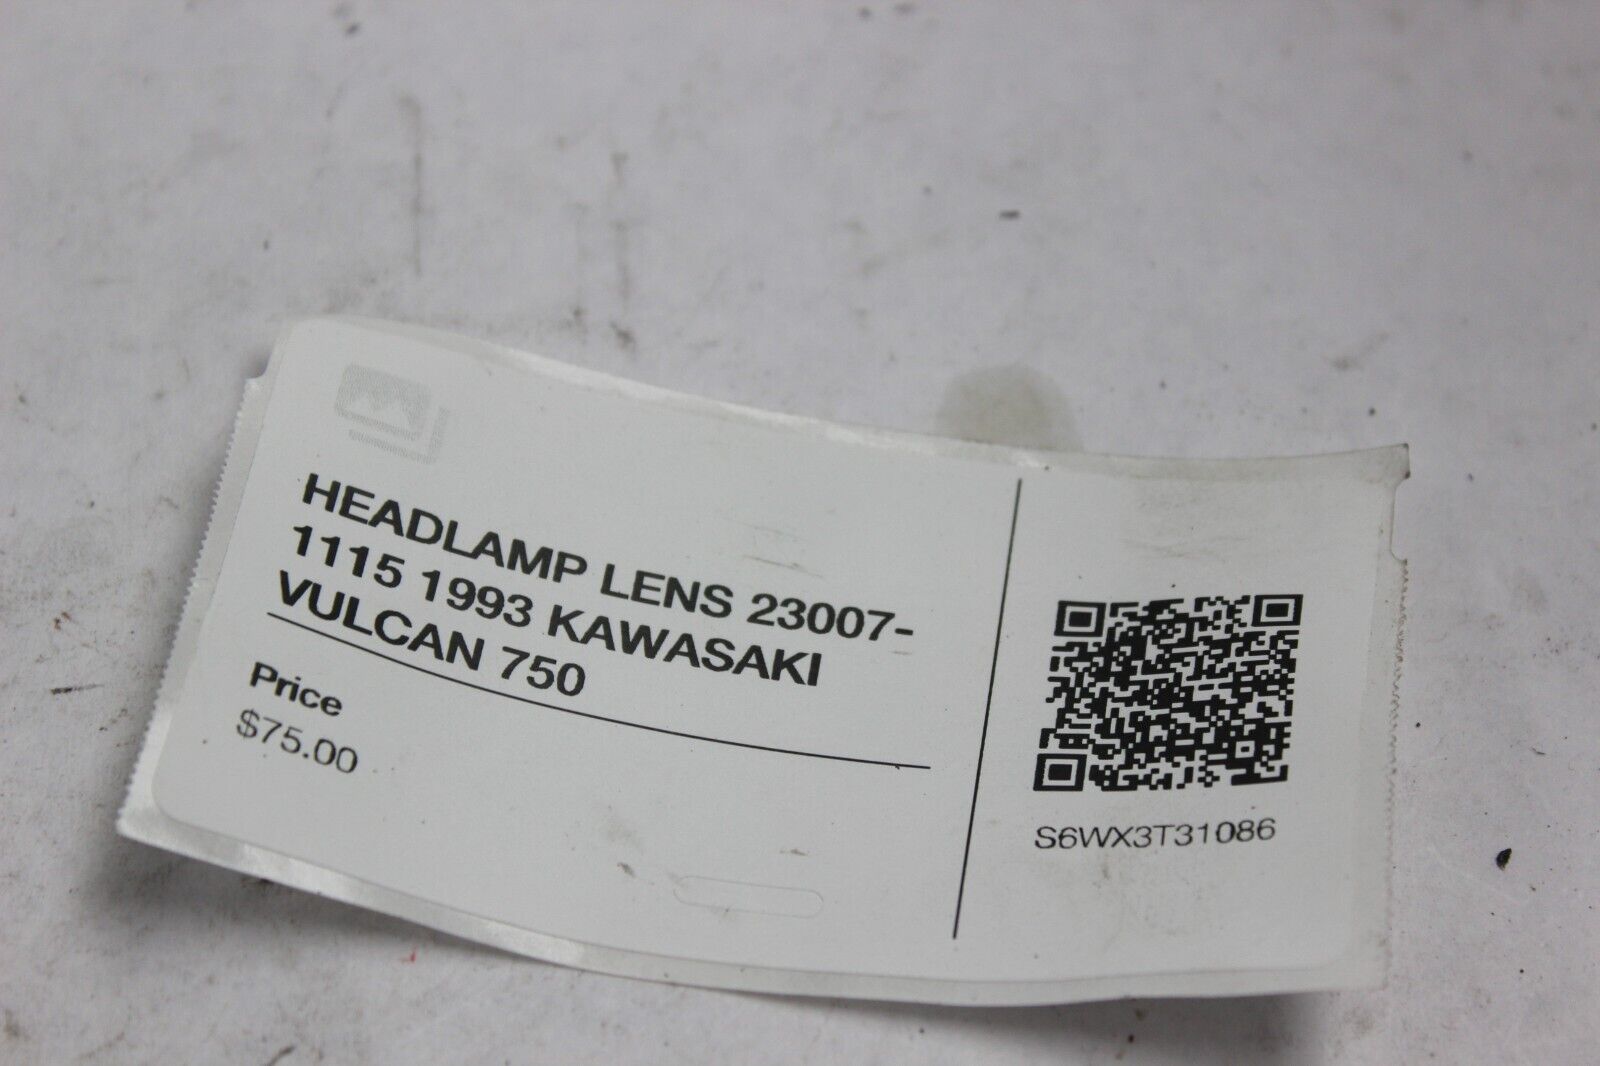 HEADLAMP LENS 23007-
1115 1993 KAWASAKI
VULCAN 750
Price
$75.00
S6WX3T31086